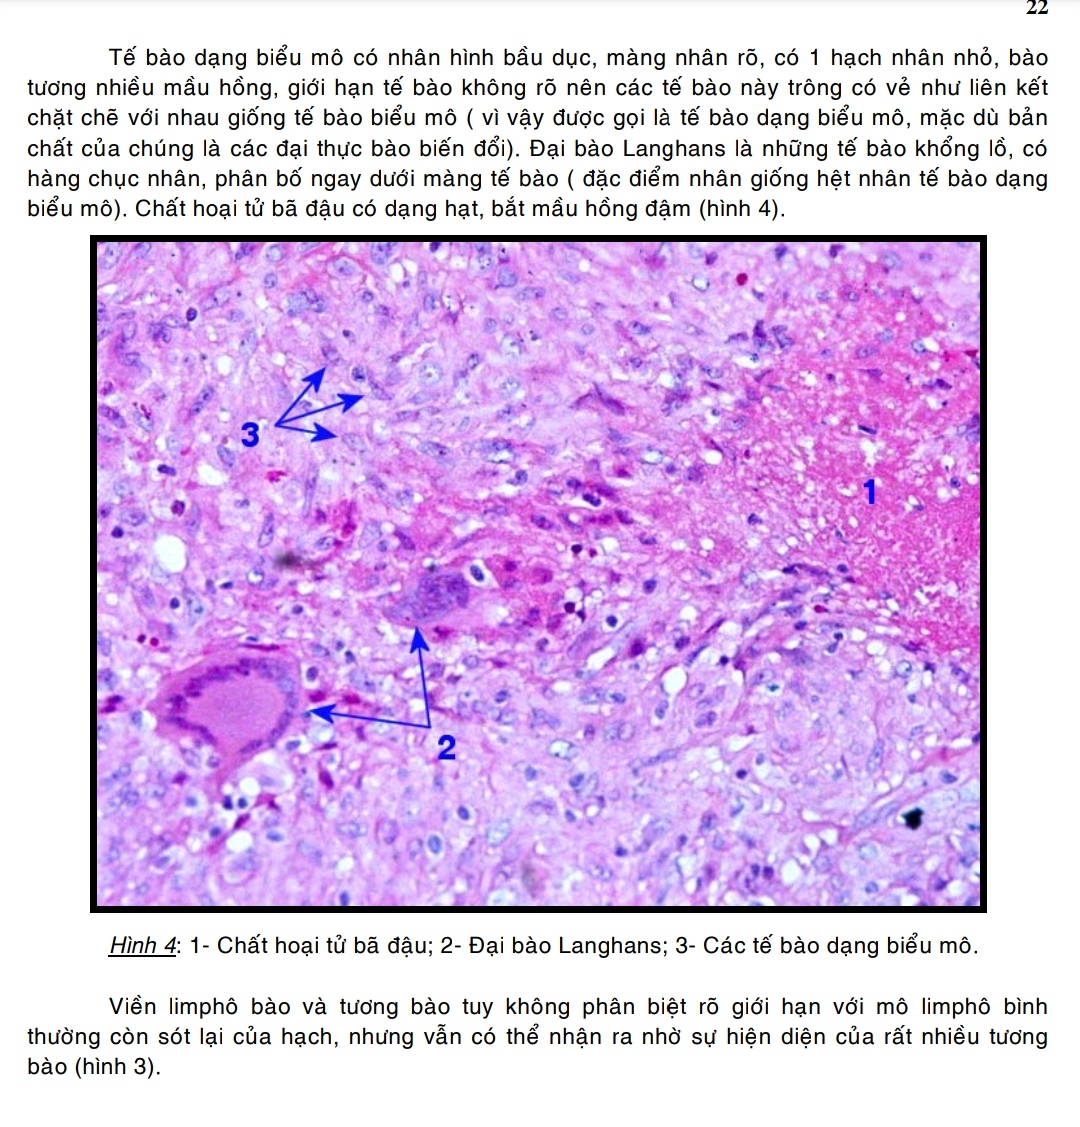 22
Tế bào dạng biểu mô có nhân hình bầu dục, màng nhân rõ, có 1 hạch nhân nhỏ, bào
tương nhiều mầu hồng, giới hạn tế bào không rõ nên các tế bào này trông có vẻ như liên kết
chặt chẽ với nhau giống tế bào biểu mô ( vì vậy được gọi là tế bào dạng biểu mô, mặc dù bản
chất của chúng là các đại thực bào biến đổi). Đại bào Langhans là những tế bào khổng lồ, có
hàng chục nhân, phân bố ngay dưới màng tế bào ( đặc điểm nhân giống hệt nhân tế bào dạng
biểu mô). Chất hoại tử bã đậu có dạng hạt, bắt mầu hồng đậm (hình 4).
3
1
2
Hình 4: 1- Chất hoại tử bã đậu; 2- Đại bào Langhans; 3- Các tế bào dạng biểu mô.
Viền limphô bào và tương bào tuy không phân biệt rõ giới hạn với mô limphô bình
thường còn sót lại của hạch, nhưng vẫn có thể nhận ra nhờ sự hiện diện của rất nhiều tương
bào (hình 3).